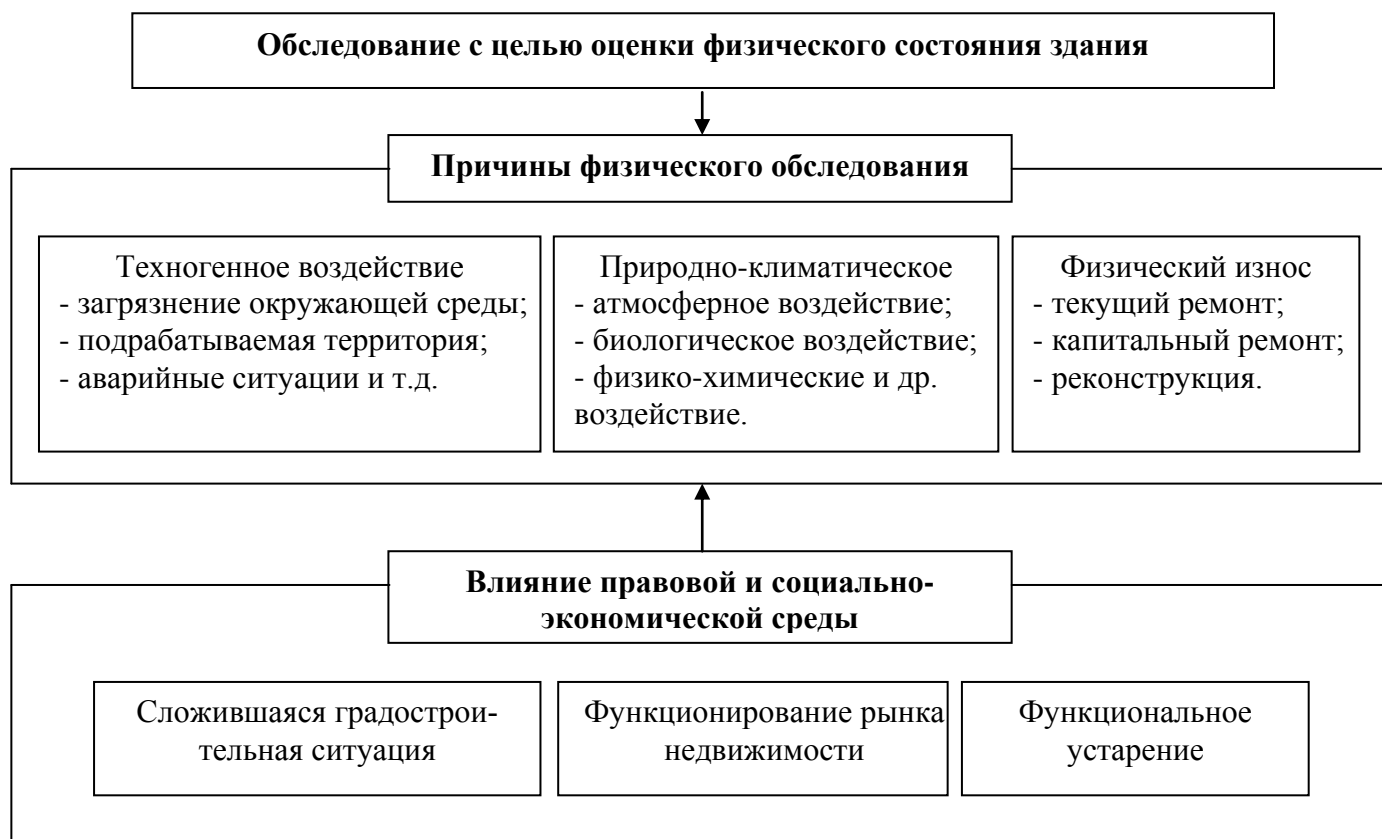 Обследование с целью оценки физического состояния здания
Причины физического обследования
Техногенное воздействие
- загрязнение окружающей среды;
- подрабатываемая территория;
- аварийные ситуации и т.д.
Природно-климатическое
- атмосферное воздействие;
- биологическое воздействие;
- физико-химические и др.
воздействие.
Физический износ
- текущий ремонт;
- капитальный ремонт;
- реконструкция.
Влияние правовой и социально-
экономической среды
Сложившаяся градострои-
тельная ситуация
Функционирование рынка
недвижимости
Функциональное
устарение